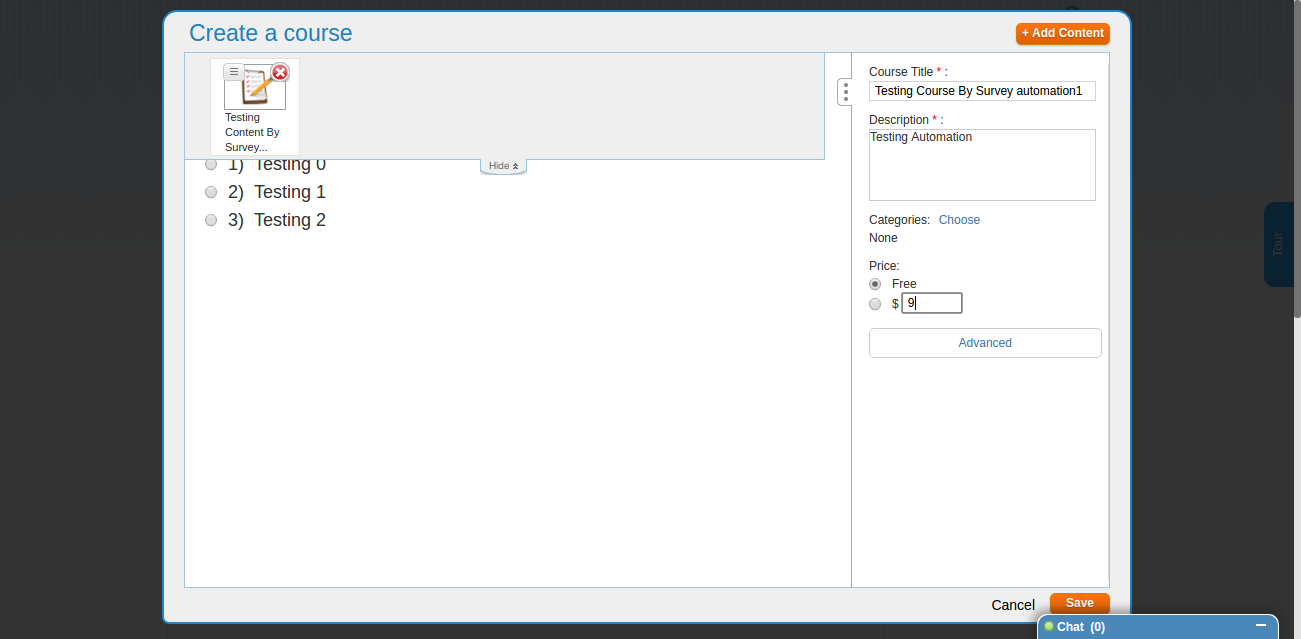 Create a course
+ Add Content
Testing
Content By
Survey...
Hide
1) Testing 0
2) Testing 1
3) Testing 2
Course Title * :
Testing Course By Survey automation1
Description * :
Testing Automation
Categories: Choose
None
Price:
Free
$ 9
Advanced
Tour
Cancel
Save
Chat (0)